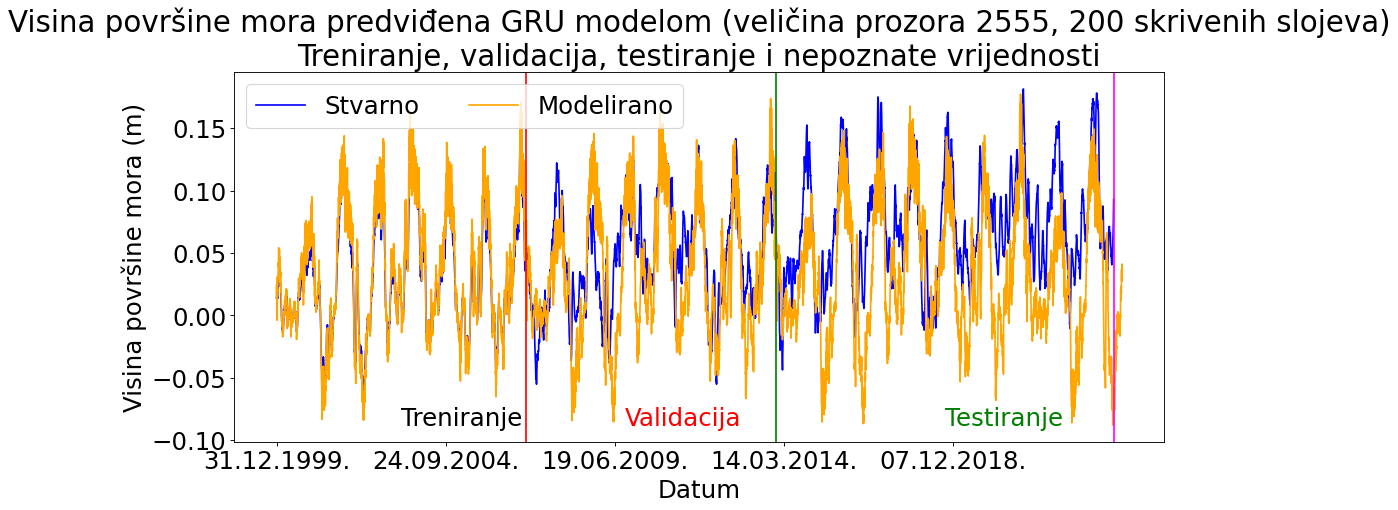 Visina površine mora predviđena GRU modelom (veličina prozora 2555, 200 skrivenih slojeva)
Treniranje, validacija, testiranje i nepoznate vrijednosti
Stvarno Modelirano
Visina površine mora (m)
0.15
0.10
0.05
0.00
−0.05
−0.10
Treniranje Validacija Testiranje
31.12.1999. 24.09.2004. 19.06.2009. 14.03.2014. 07.12.2018.
Datum